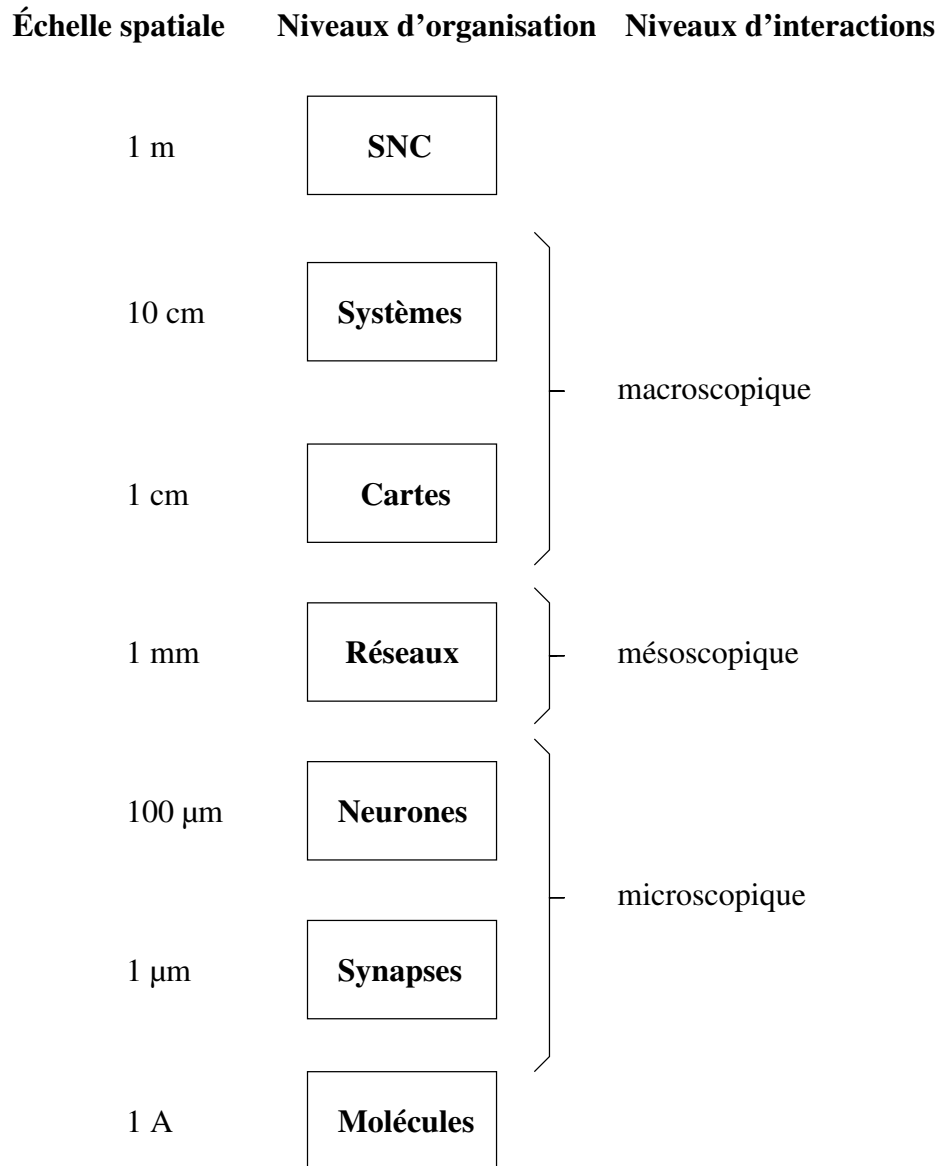 Échelle spatiale Niveaux d'organisation Niveaux d'interactions
1 m SNC
10 cm Systèmes
macroscopique
1 cm Cartes
1 mm Réseaux mésoscopique
100 µm Neurones
microscopique
1 µm Synapses
1 A Molécules